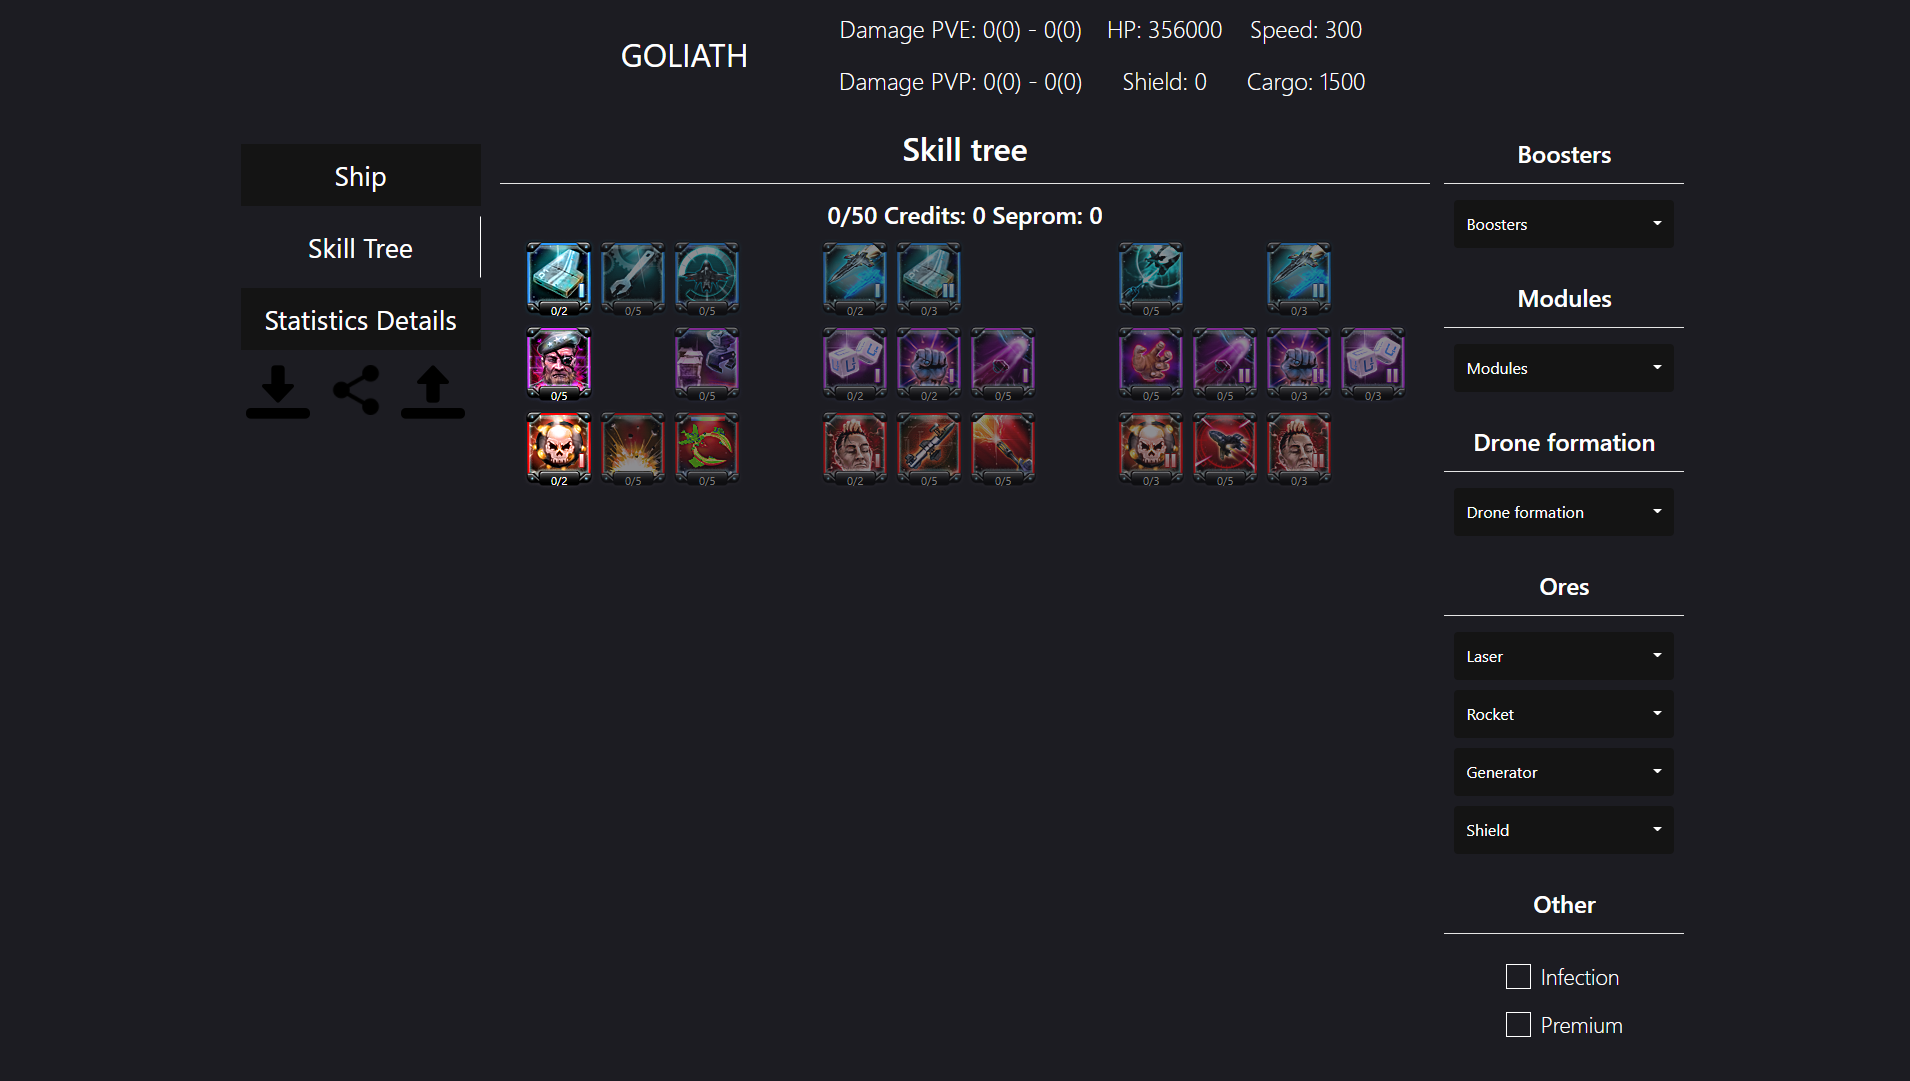 GOLIATH
Damage PVE: 0(0) - 0(0) HP: 356000 Speed: 300
Damage PVP: 0(0) - 0(0) Shield: 0 Cargo: 1500
Ship
Skill Tree
Statistics Details
Skill tree
0/50 Credits: 0 Seprom: 0
0/2 0/5 0/5 0/2 0/3 0/5 0/3
0/5 0/5 0/2 0/2 0/5 0/5 0/5 0/3 0/3
0/2 0/5 0/5 0/2 0/5 0/5 0/3 0/5 0/3
Boosters
Boosters
Modules
Modules
Drone formation
Drone formation
Ores
Laser
Rocket
Generator
Shield
Other
Infection
Premium